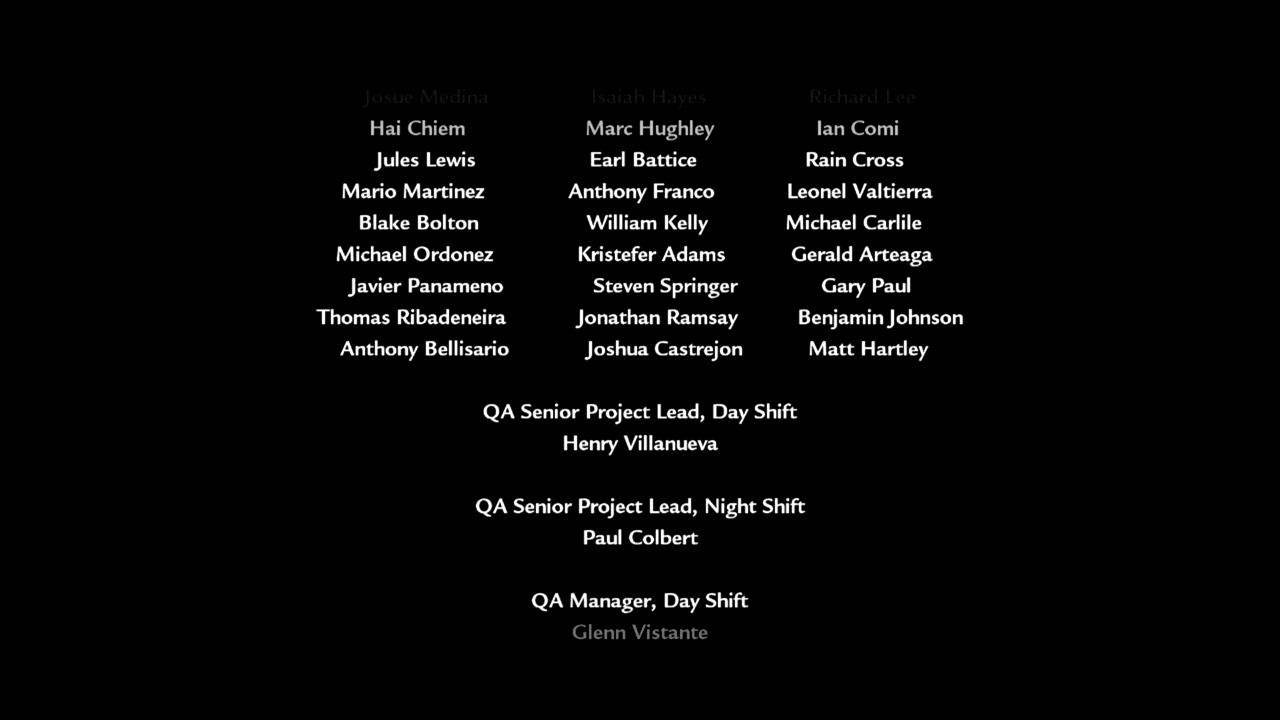 Josue Medina Isaiah Hayes Richard Lee
Hai Chiem Marc Hughley Ian Comi
Jules Lewis Earl Battice Rain Cross
Mario Martinez Anthony Franco Leonel Valtierra
Blake Bolton William Kelly Michael Carlile
Michael Ordonez Kristefer Adams Gerald Arteaga
Javier Panameno Steven Springer Gary Paul
Thomas Ribadeneira Jonathan Ramsay Benjamin Johnson
Anthony Bellisario Joshua Castrejon Matt Hartley
QA Senior Project Lead, Day Shift
Henry Villanueva
QA Senior Project Lead, Night Shift
Paul Colbert
QA Manager, Day Shift
Glenn Vistante